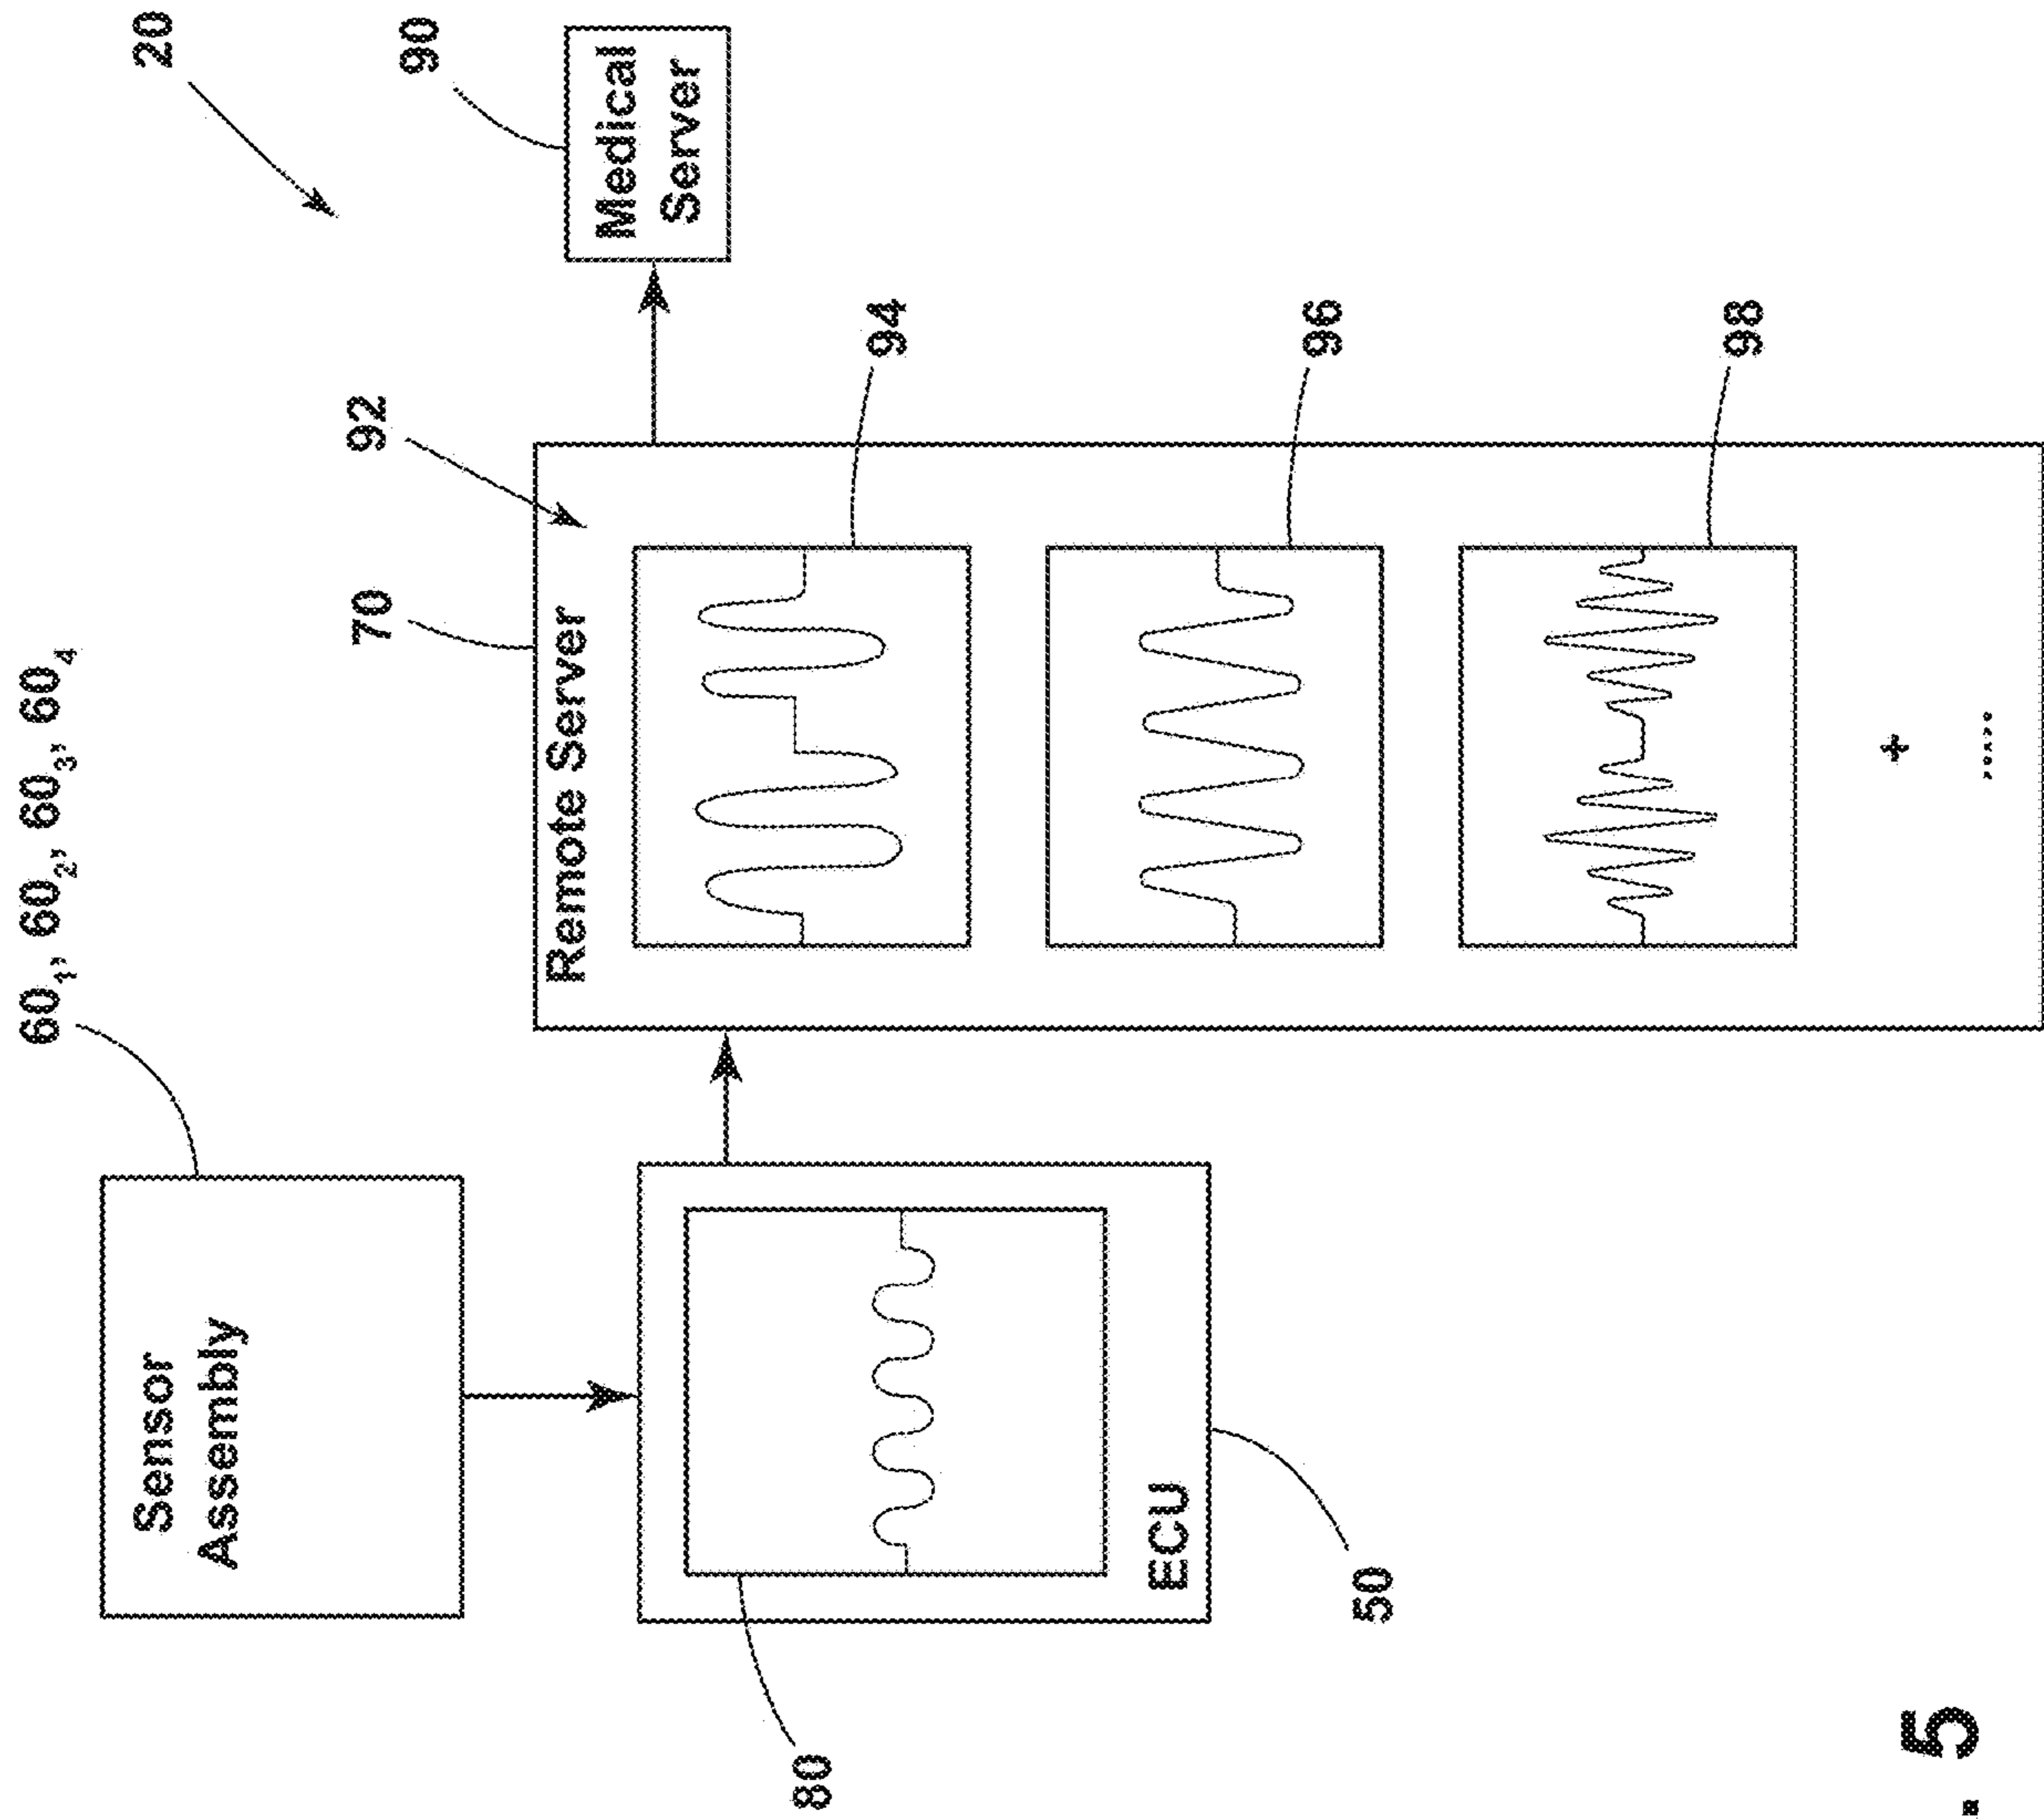 20
60₁, 60₂, 60₃, 60₄
Sensor
Assembly
70
92
90
Medical
Server
Remote Server
94
80
ECU
50
96
98
+
.....
. 5